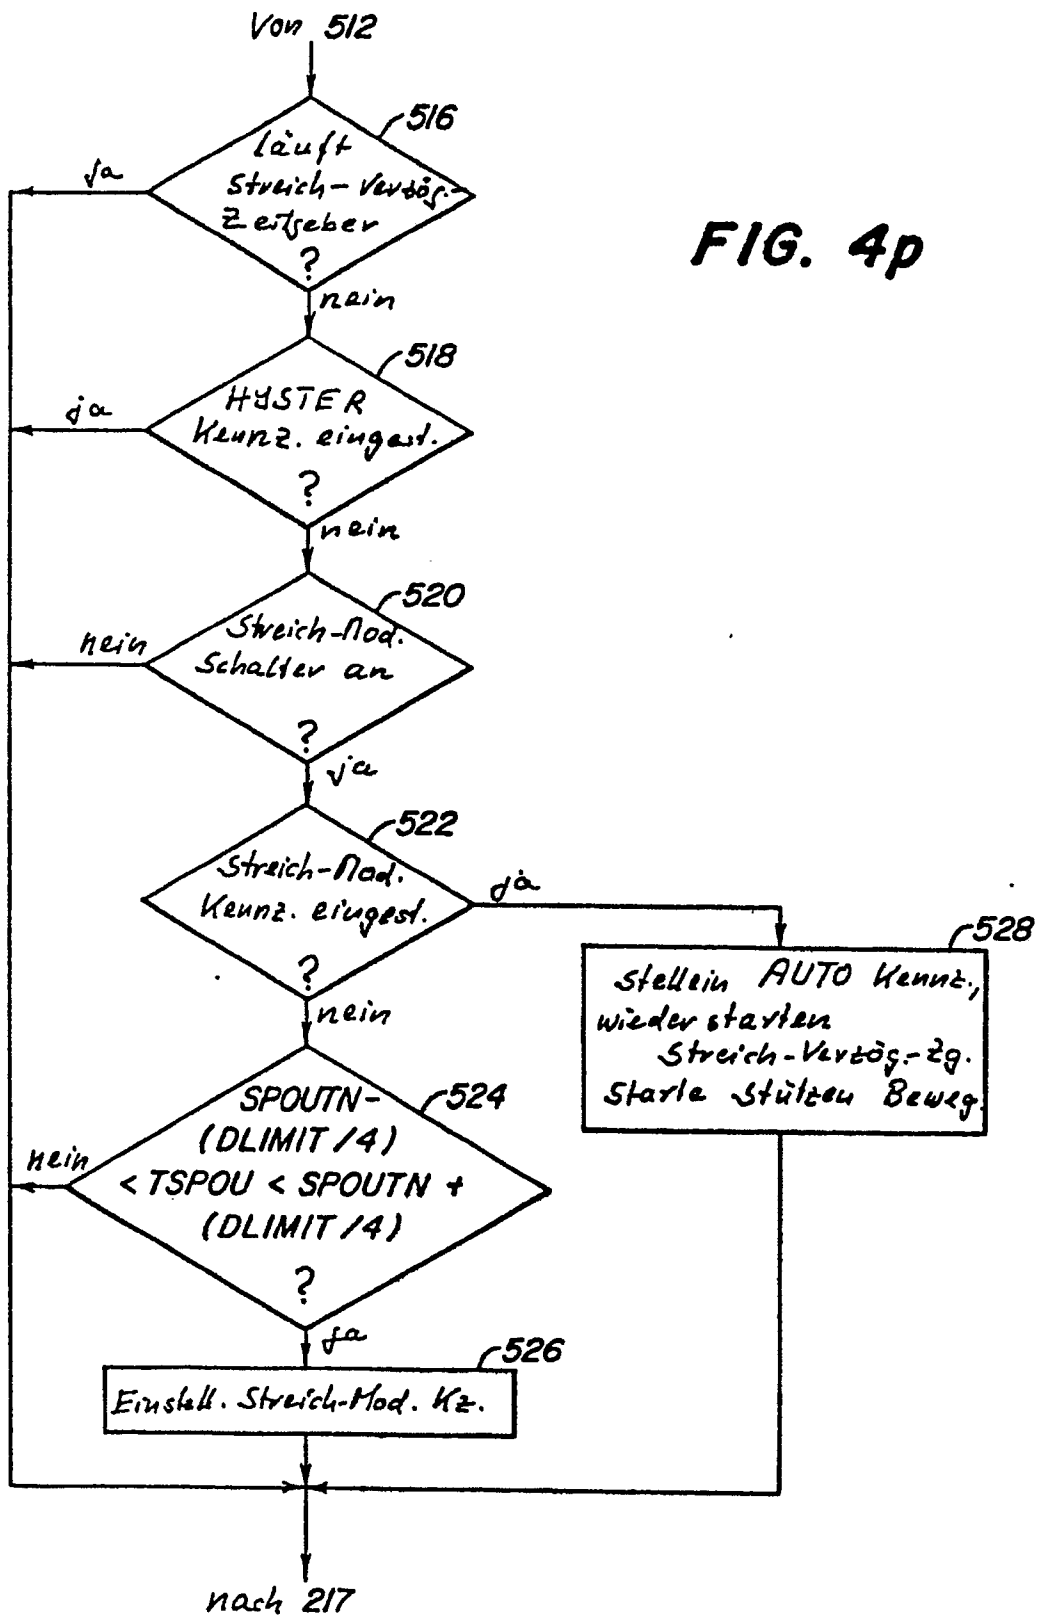 Von 512
516
läuft
Streich-Verzög.-
Zeitgeber
?
ja
nein
FIG. 4p
518
HYSTER
Kennz. eingest.
?
ja
nein
520
Streich-Mod.
Schalter an
?
nein
ja
522
Streich-Mod.
Kennz. eingest.
?
ja
nein
528
stell ein AUTO Kennz.,
wieder starten
Streich-Verzög.-Zg.
Starte Stützen Beweg.
524
SPOUTN-
(DLIMIT/4)
< TSPOU < SPOUTN +
(DLIMIT/4)
?
nein
ja
526
Einstell. Streich-Mod. Kz.
nach 217